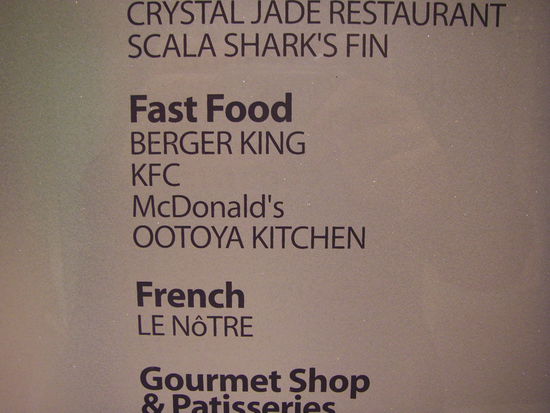 CRYSTAL JADE RESTAURANT
SCALA SHARK'S FIN
Fast Food
BERGER KING
KFC
McDonald's
OOTOYA KITCHEN
French
LE NôTRE
Gourmet Shop
& Patisseries